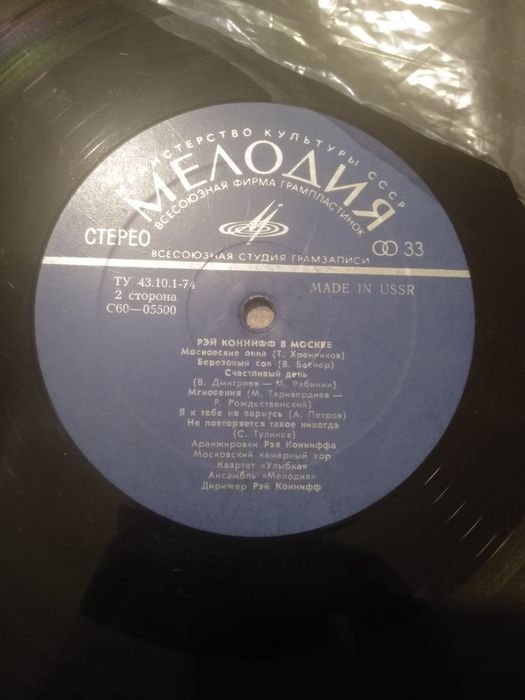 МИНИСТЕРСТВО КУЛЬТУРЫ СССР
МЕЛОДИЯ
ВСЕСОЮЗНАЯ ФИРМА ГРАМПЛАСТИНОК
СТЕРЕО
33
ВСЕСОЮЗНАЯ СТУДИЯ ГРАМЗАПИСИ
ТУ 43.10.1-74
MADE IN USSR
2 сторона
С60—05500
РЭЙ КОННИФФ В МОСКВЕ
Московские окна (Т. Хренников)
Березовый сок (В. Баснер)
Счастливый день
(В. Дмитриев — М. Рябинин)
Мгновения (М. Таривердиев —
Р. Рождественский)
Я к тебе не вернусь (А. Петров)
Не повторяется такое никогда
(С. Туликов)
Аранжировки Рэя Конниффа
Московский камерный хор
Квартет «Улыбка»
Ансамбль «Мелодия»
Дирижер Рэй Коннифф